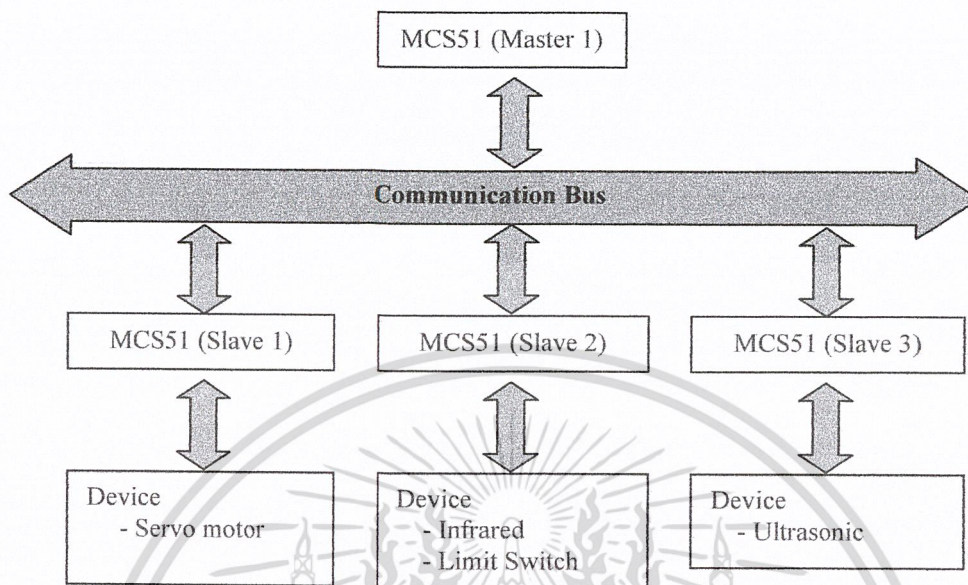 MCS51 (Master 1)
Communication Bus
MCS51 (Slave 1)
MCS51 (Slave 2)
MCS51 (Slave 3)
Device
- Servo motor
Device
- Infrared
- Limit Switch
Device
- Ultrasonic